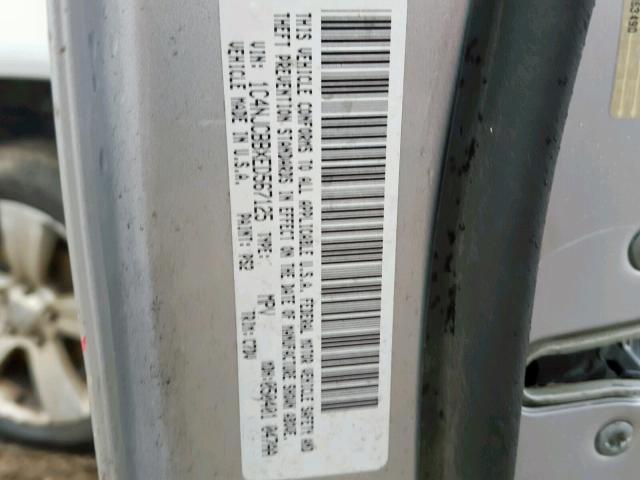 THIS VEHICLE CONFORMS TO ALL APPLICABLE U.S.A. FEDERAL MOTOR VEHICLE SAFETY AND
THEFT PREVENTION STANDARDS IN EFFECT ON THE DATE OF MANUFACTURE SHOWN ABOVE.
VIN: 1C4NJCBBXED567125 TYPE: MPV
VEHICLE MADE IN U.S.A. PAINT: PS2